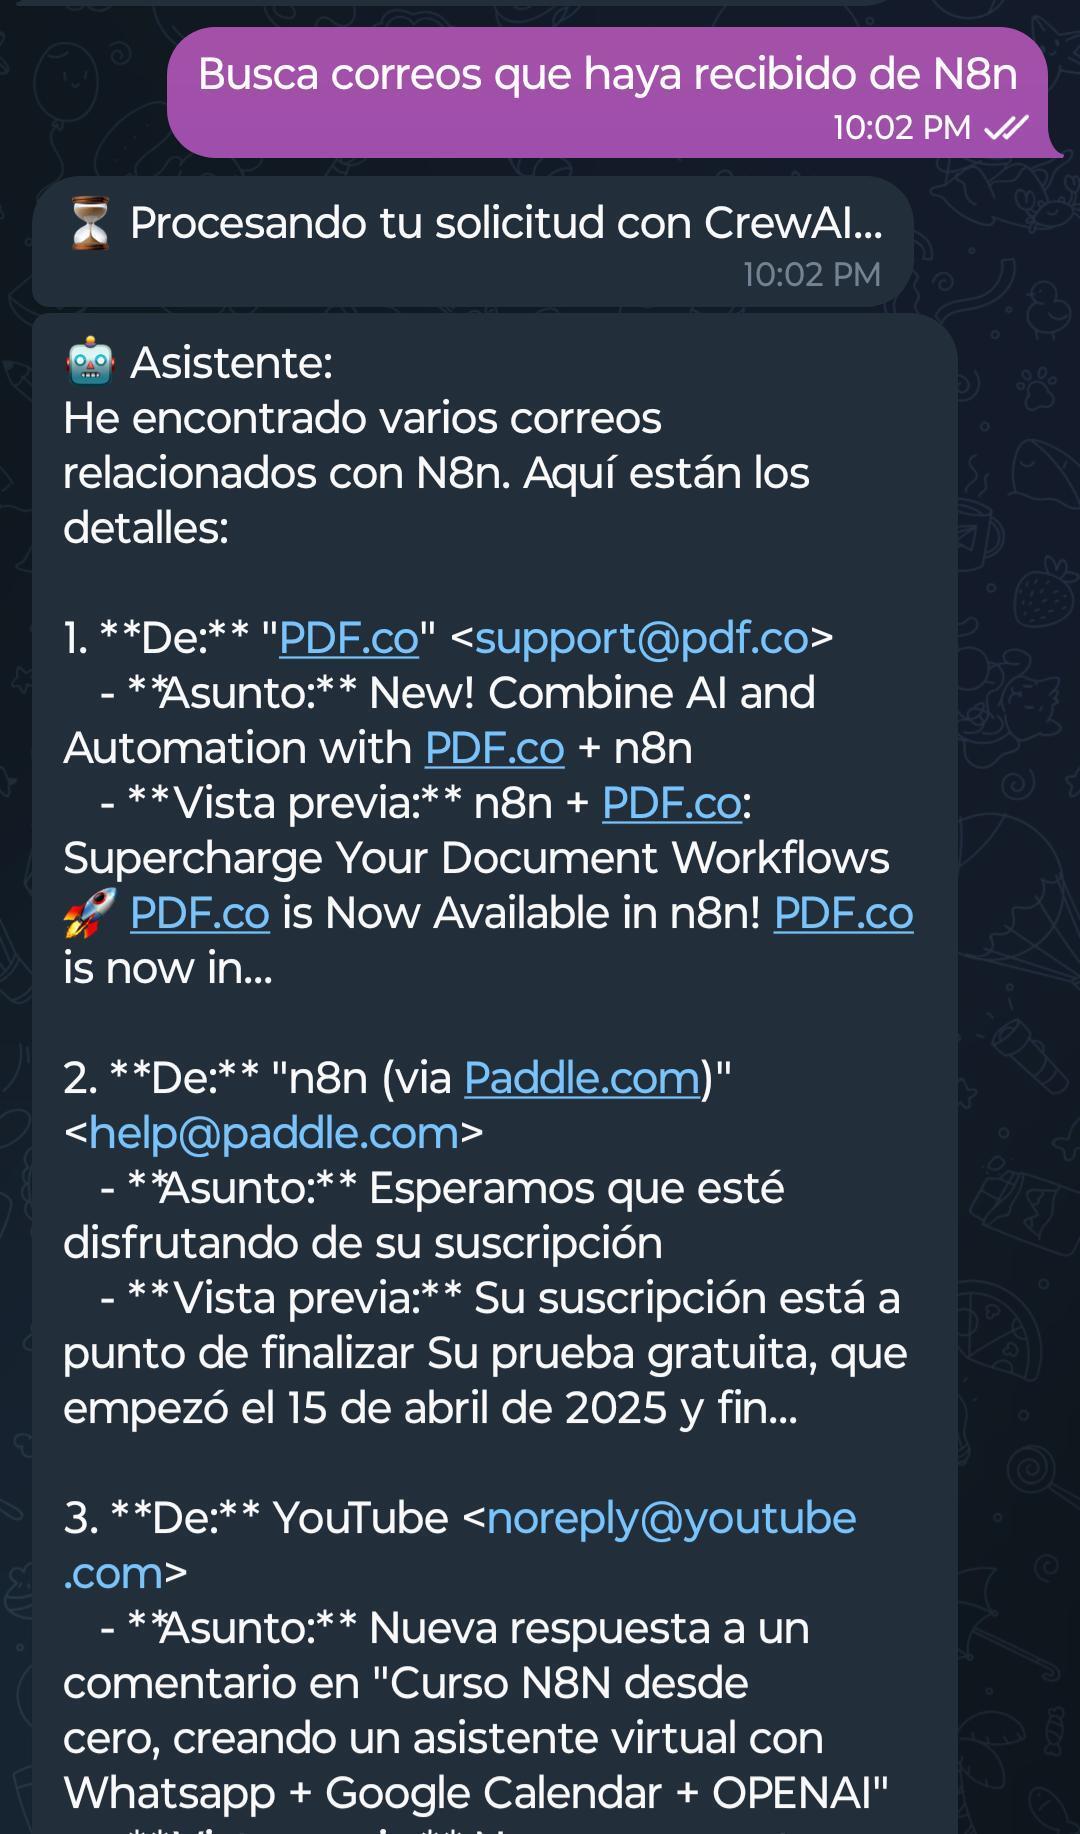 Busca correos que haya recibido de N8n
10:02 PM
⏳ Procesando tu solicitud con CrewAI...
10:02 PM
🤖 Asistente:
He encontrado varios correos
relacionados con N8n. Aquí están los
detalles:
1. **De:** "PDF.co" <support@pdf.co>
- **Asunto:** New! Combine AI and
Automation with PDF.co + n8n
- **Vista previa:** n8n + PDF.co:
Supercharge Your Document Workflows
🚀 PDF.co is Now Available in n8n! PDF.co
is now in...
2. **De:** "n8n (via Paddle.com)"
<help@paddle.com>
- **Asunto:** Esperamos que esté
disfrutando de su suscripción
- **Vista previa:** Su suscripción está a
punto de finalizar Su prueba gratuita, que
empezó el 15 de abril de 2025 y fin...
3. **De:** YouTube <noreply@youtube
.com>
- **Asunto:** Nueva respuesta a un
comentario en "Curso N8N desde
cero, creando un asistente virtual con
Whatsapp + Google Calendar + OPENAI"